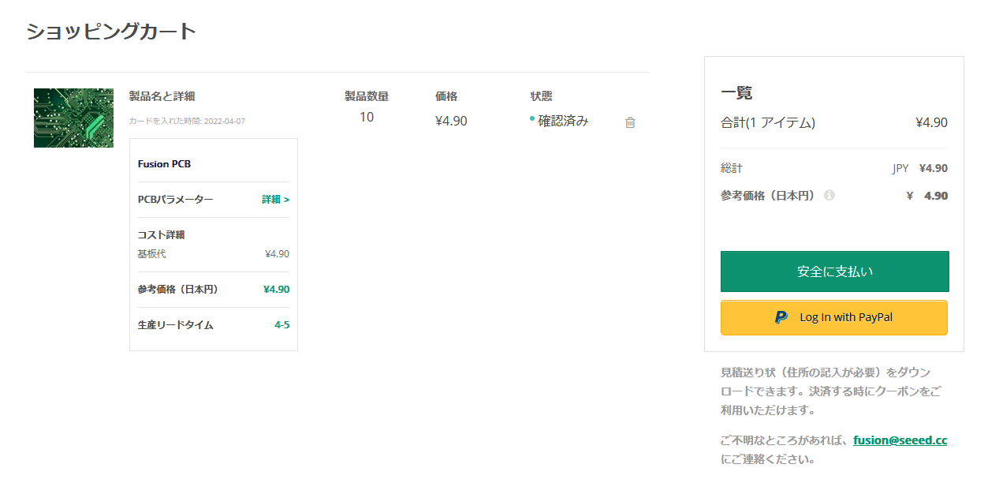 ショッピングカート
製品名と詳細 製品数量 価格 状態
カードを入れた時間: 2022-04-07 10 ¥4.90 確認済み
Fusion PCB
PCBパラメーター 詳細 >
コスト詳細
基板代 ¥4.90
参考価格（日本円） ¥4.90
生産リードタイム 4-5
一覧
合計(1 アイテム) ¥4.90
総計 JPY ¥4.90
参考価格（日本円） ¥ 4.90
安全に支払い
Log In with PayPal
見積送り状（住所の記入が必要）をダウン
ロードできます。決済する時にクーポンをご
利用いただけます。
ご不明なところがあれば、fusion@seeed.cc
にご連絡ください。